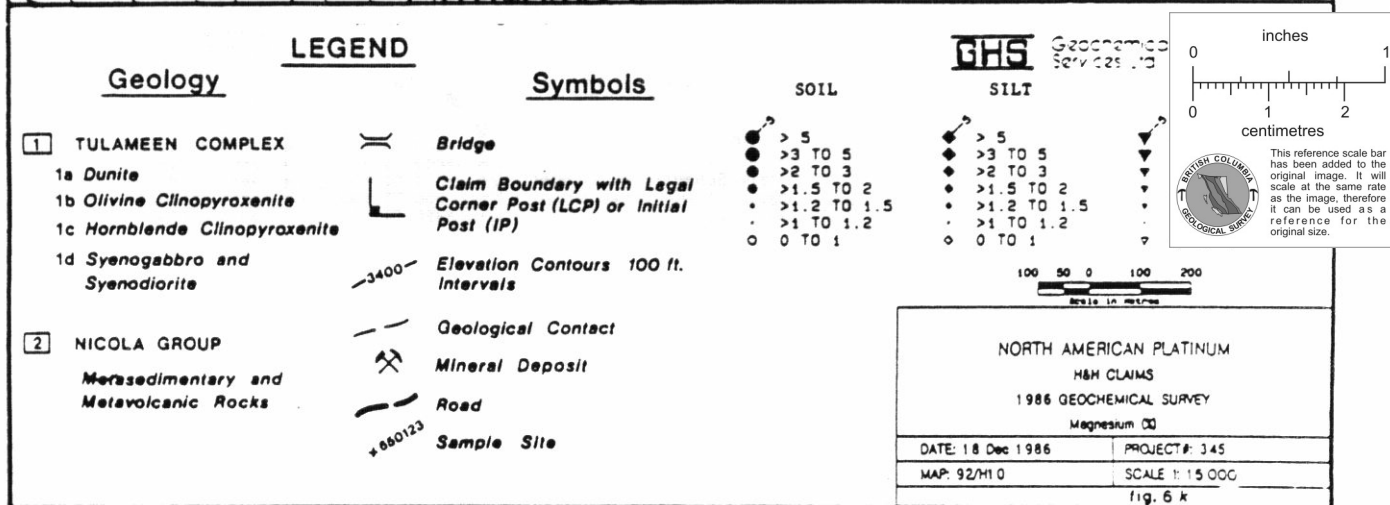 LEGEND
Geology
1 TULAMEEN COMPLEX
1a Dunite
1b Olivine Clinopyroxenite
1c Hornblende Clinopyroxenite
1d Syenogabbro and
Syenodiorite
2 NICOLA GROUP
Metasedimentary and
Metavolcanic Rocks
Symbols
Bridge
Claim Boundary with Legal
Corner Post (LCP) or Initial
Post (IP)
-3400- Elevation Contours 100 ft.
Intervals
Geological Contact
Mineral Deposit
Road
x 660123 Sample Site
GHS
SOIL
> 5
>3 TO 5
>2 TO 3
>1.5 TO 2
>1.2 TO 1.5
>1 TO 1.2
0 TO 1
SILT
> 5
>3 TO 5
>2 TO 3
>1.5 TO 2
>1.2 TO 1.5
>1 TO 1.2
0 TO 1
inches
0 1
0 1 2
centimetres
BRITISH COLUMBIA
GEOLOGICAL SURVEY
This reference scale bar
has been added to the
original image. It will
scale at the same rate
as the image, therefore
it can be used as a
reference for the
original size.
100 50 0 100 200
Scale in metres
NORTH AMERICAN PLATINUM
H&H CLAIMS
1986 GEOCHEMICAL SURVEY
Magnesium (%)
DATE: 18 Dec 1986 PROJECT#: 345
MAP: 92/H10 SCALE 1: 15 000
fig. 6 k